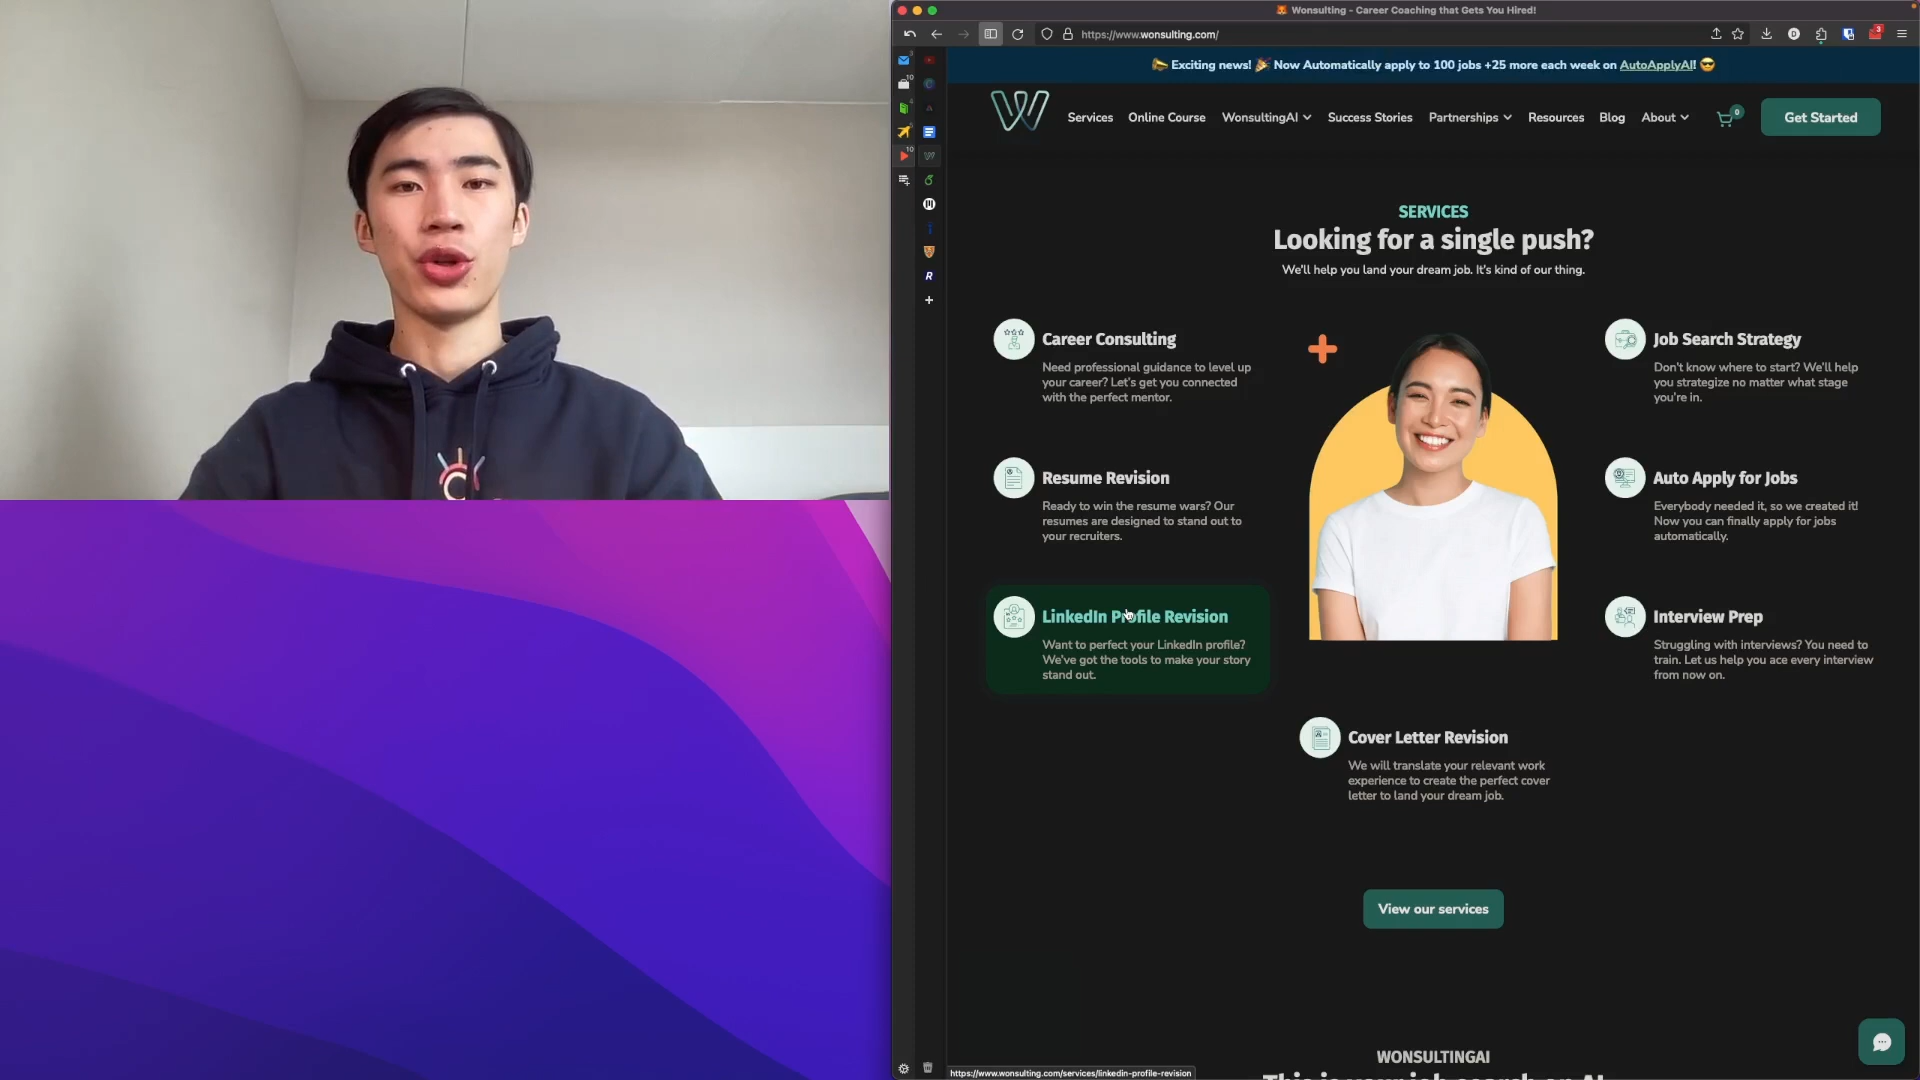 Wonsulting - Career Coaching that Gets You Hired!
https://www.wonsulting.com/
Exciting news! 🎉 Now Automatically apply to 100 jobs +25 more each week on AutoApplyAI! 😎
Services
Online Course
WonsultingAI
Success Stories
Partnerships
Resources
Blog
About
0
Get Started
SERVICES
Looking for a single push?
We'll help you land your dream job. It's kind of our thing.
Career Consulting
Need professional guidance to level up
your career? Let's get you connected
with the perfect mentor.
Resume Revision
Ready to win the resume wars? Our
resumes are designed to stand out to
your recruiters.
LinkedIn Profile Revision
Want to perfect your LinkedIn profile?
We've got the tools to make your story
stand out.
Job Search Strategy
Don't know where to start? We'll help
you strategize no matter what stage
you're in.
Auto Apply for Jobs
Everybody needed it, so we created it!
Now you can finally apply for jobs
automatically.
Interview Prep
Struggling with interviews? You need to
train. Let us help you ace every interview
from now on.
Cover Letter Revision
We will translate your relevant work
experience to create the perfect cover
letter to land your dream job.
View our services
WONSULTINGAI
This is your job search on AI
https://www.wonsulting.com/services/linkedin-profile-revision